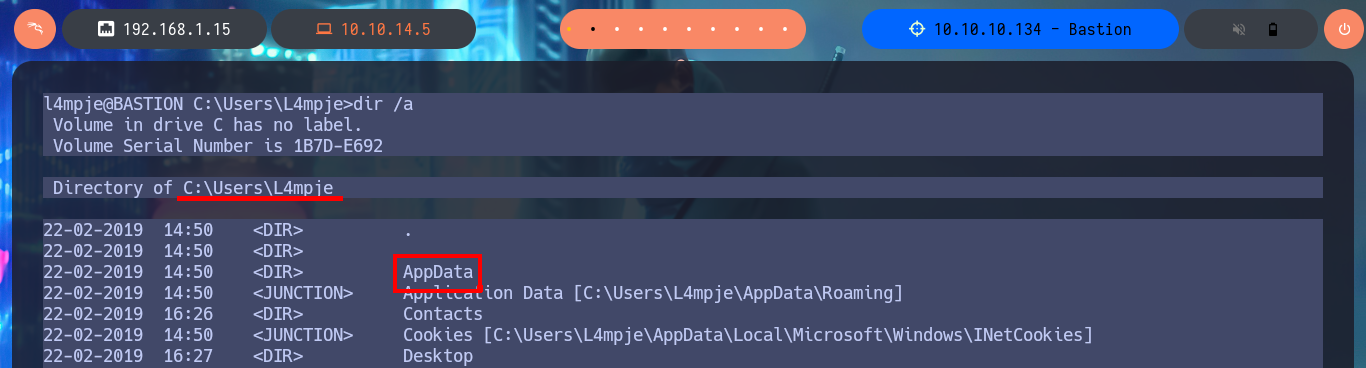 192.168.1.15 10.10.14.5 10.10.10.134 - Bastion
l4mpje@BASTION C:\Users\L4mpje>dir /a
 Volume in drive C has no label.
 Volume Serial Number is 1B7D-E692
 Directory of C:\Users\L4mpje
22-02-2019  14:50    <DIR>          .
22-02-2019  14:50    <DIR>
22-02-2019  14:50    <DIR>          AppData
22-02-2019  14:50    <JUNCTION>     Application Data [C:\Users\L4mpje\AppData\Roaming]
22-02-2019  16:26    <DIR>          Contacts
22-02-2019  14:50    <JUNCTION>     Cookies [C:\Users\L4mpje\AppData\Local\Microsoft\Windows\INetCookies]
22-02-2019  16:27    <DIR>          Desktop